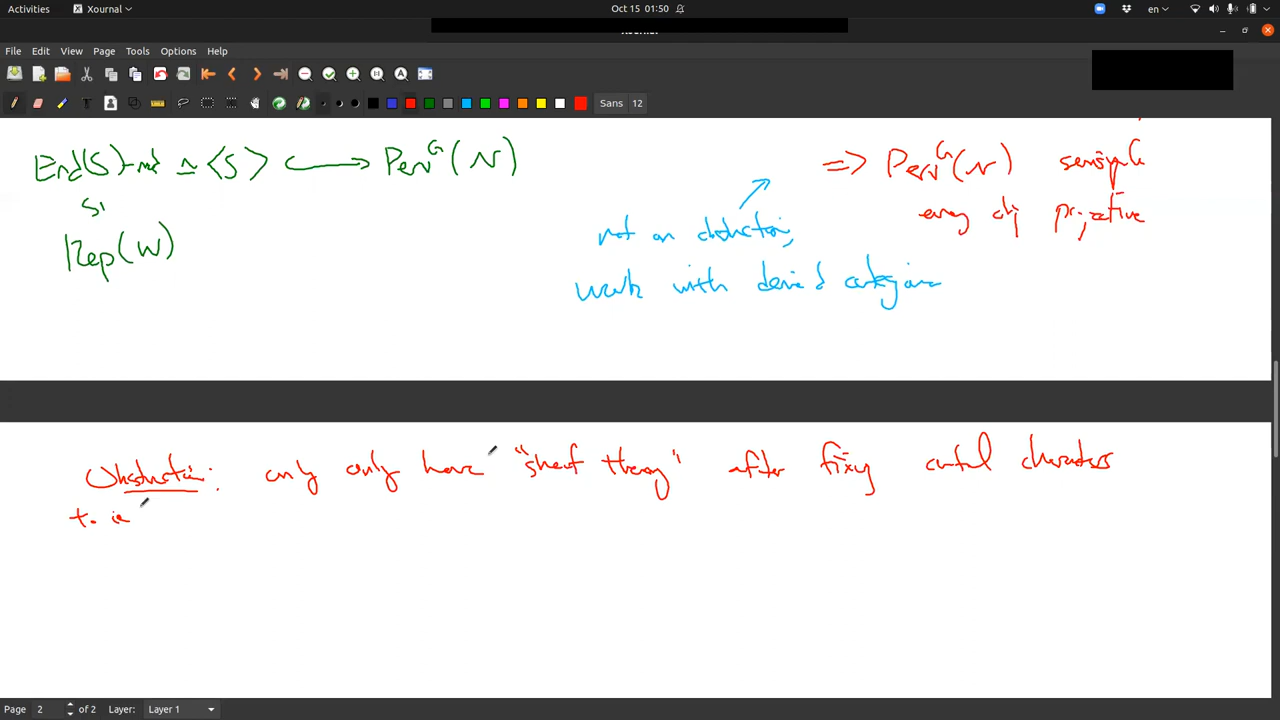 Activities Xournal Oct 15 01:50 en
File Edit View Page Tools Options Help
Sans 12
End(S)-mod ≃ <S> ↪ Perv^G(N)
Rep(W)
=> Perv^G(N) semisimple
every obj projective
not an obstruction,
work with derived categories
Obstruction: only only have "sheaf theory" after fixing central characters
to
Page 2 of 2 Layer: Layer 1